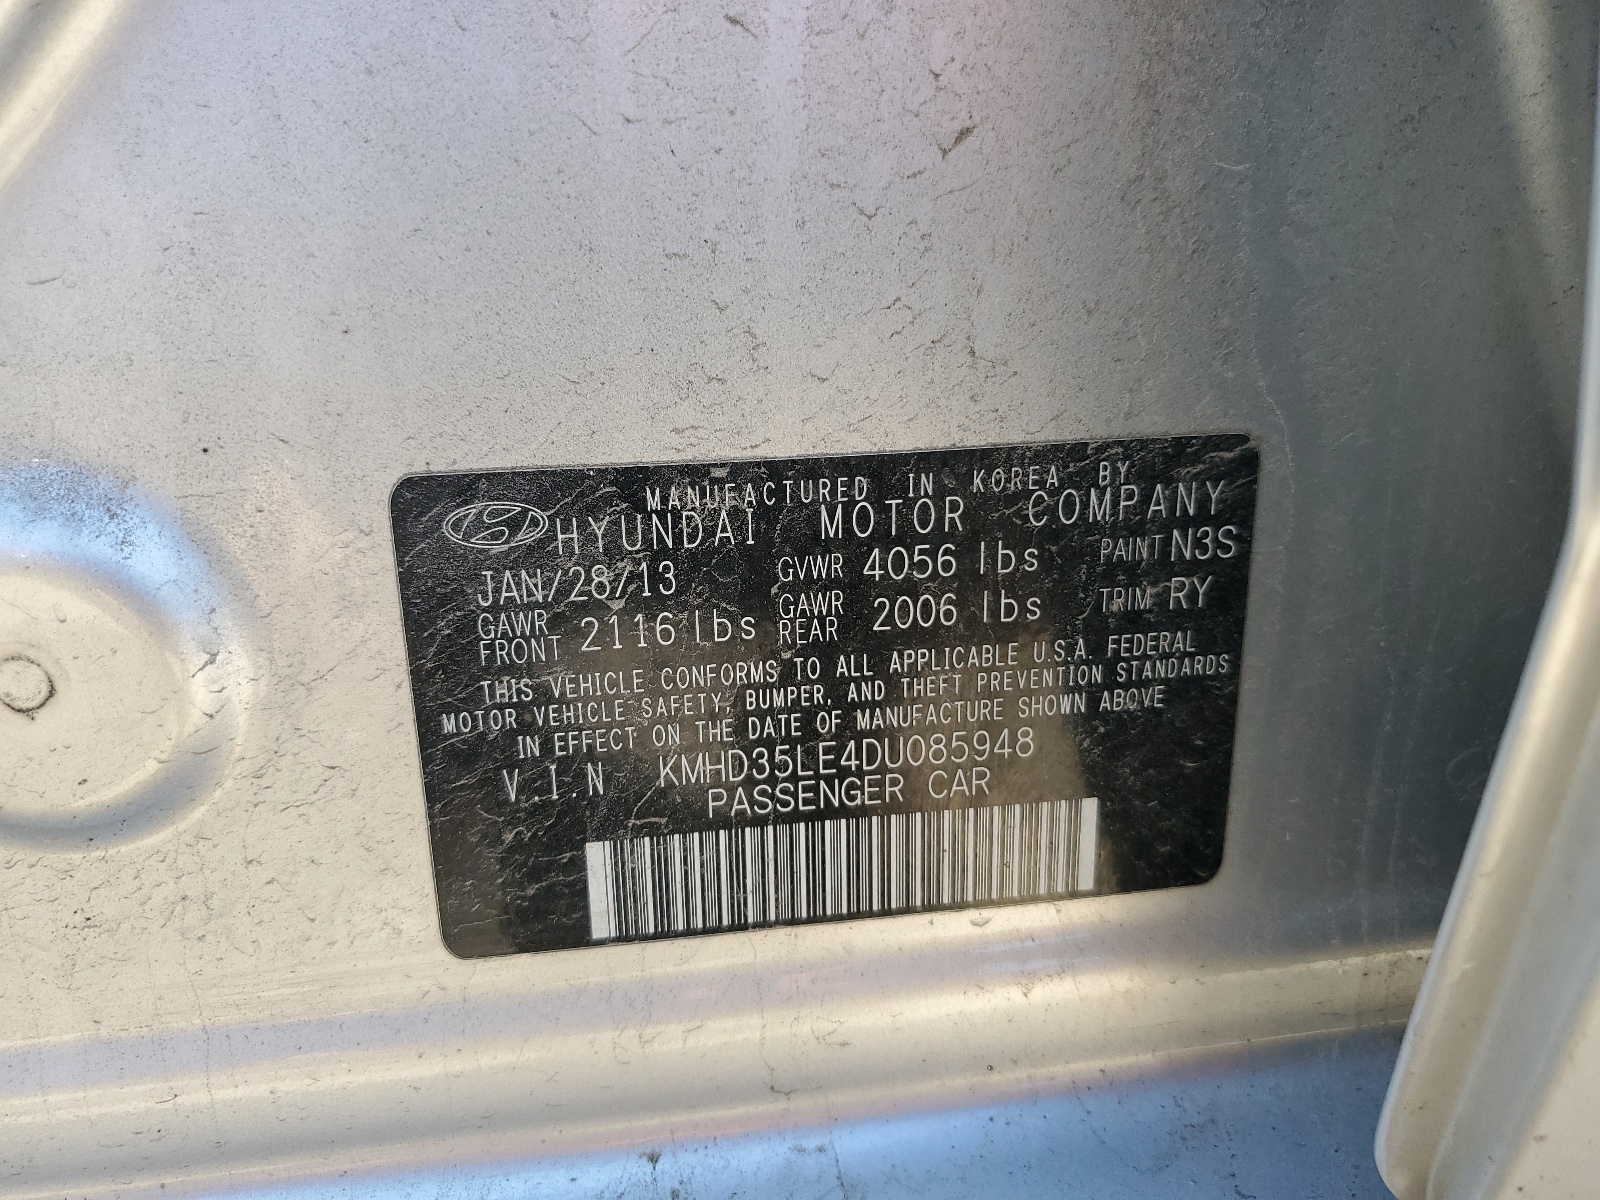 MANUFACTURED IN KOREA BY
HYUNDAI MOTOR COMPANY
JAN/28/13 GVWR 4056 lbs PAINT N3S
GAWR FRONT 2116 lbs GAWR REAR 2006 lbs TRIM RY
THIS VEHICLE CONFORMS TO ALL APPLICABLE U.S.A. FEDERAL
MOTOR VEHICLE SAFETY, BUMPER, AND THEFT PREVENTION STANDARDS
IN EFFECT ON THE DATE OF MANUFACTURE SHOWN ABOVE
V.I.N KMHD35LE4DU085948
PASSENGER CAR